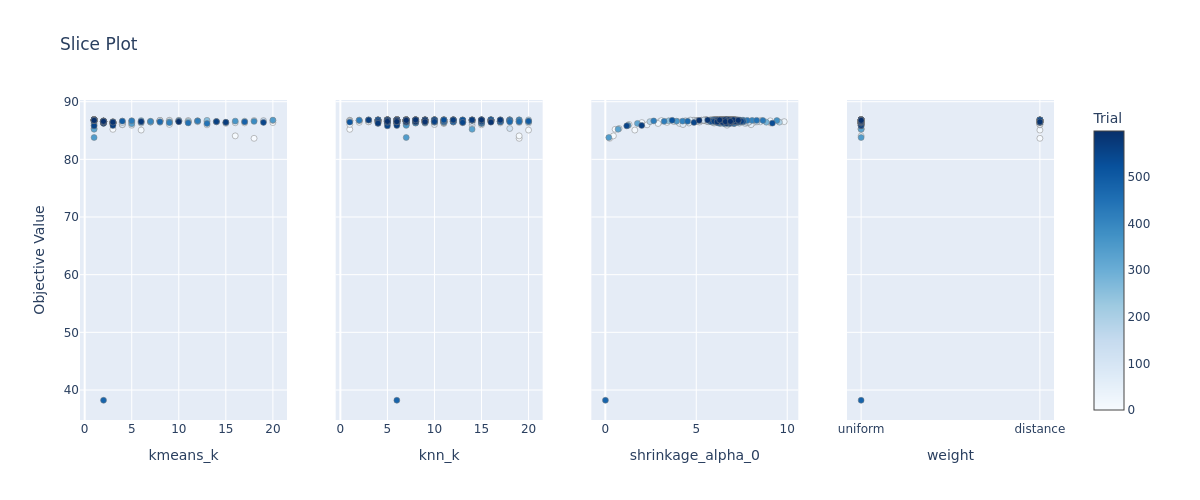 Slice Plot
Objective Value
90
80
70
60
50
40
0 5 10 15 20
kmeans_k
0 5 10 15 20
knn_k
0 5 10
shrinkage_alpha_0
uniform distance
weight
Trial
500
400
300
200
100
0